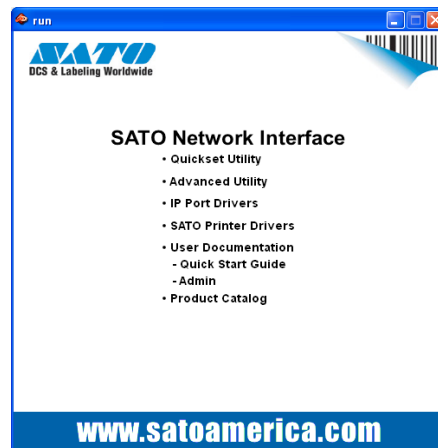 run
SATO
DCS & Labeling Worldwide
SATO Network Interface
• Quickset Utility
• Advanced Utility
• IP Port Drivers
• SATO Printer Drivers
• User Documentation
- Quick Start Guide
- Admin
• Product Catalog
www.satoamerica.com